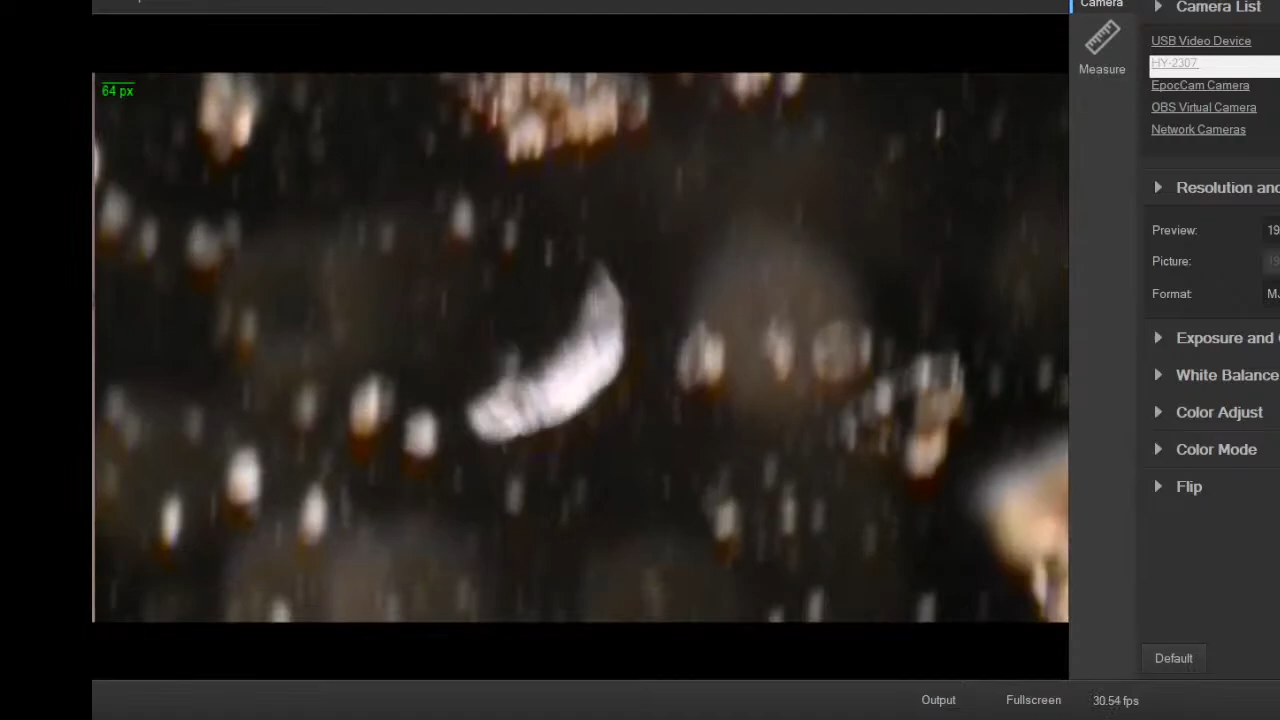 Camera
Camera List
64 px
Measure
USB Video Device
HY-2307
EpocCam Camera
OBS Virtual Camera
Network Cameras
Resolution and
Preview:
19
Picture:
19
Format:
Exposure and
White Balance
Color Adjust
Color Mode
Flip
Default
Output
Fullscreen
30.54 fps